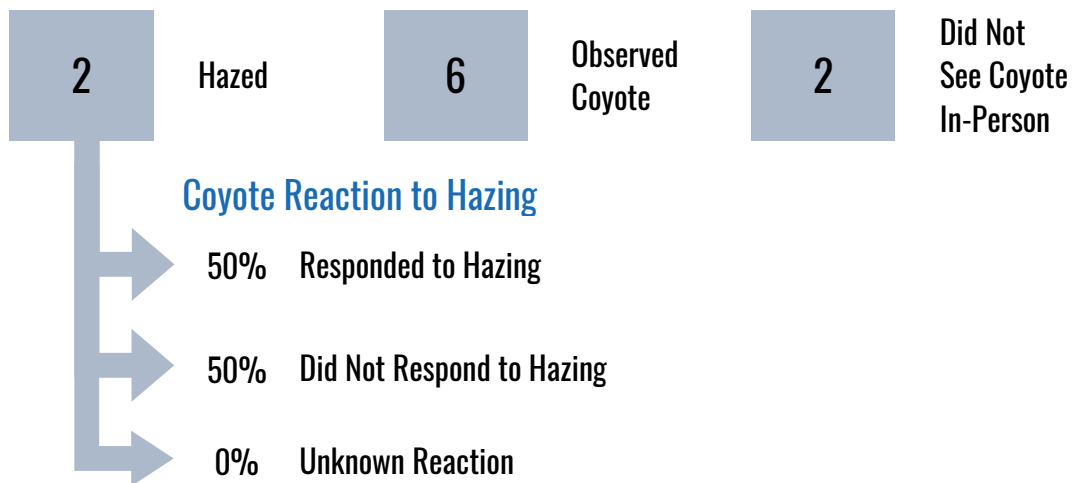 2
Hazed
6
Observed
Coyote
2
Did Not
See Coyote
In-Person
Coyote Reaction to Hazing
50% Responded to Hazing
50% Did Not Respond to Hazing
0% Unknown Reaction